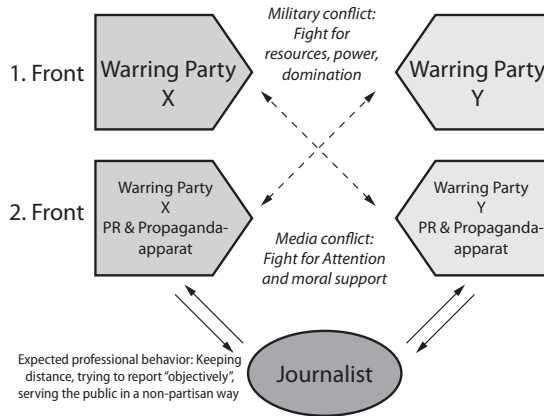 Military conflict:
Fight for
resources, power,
domination
1. Front
Warring Party
X
Warring Party
Y
2. Front
Warring Party
X
PR & Propaganda-
apparat
Warring Party
Y
PR & Propaganda-
apparat
Media conflict:
Fight for Attention
and moral support
Expected professional behavior: Keeping
distance, trying to report “objectively”,
serving the public in a non-partisan way
Journalist